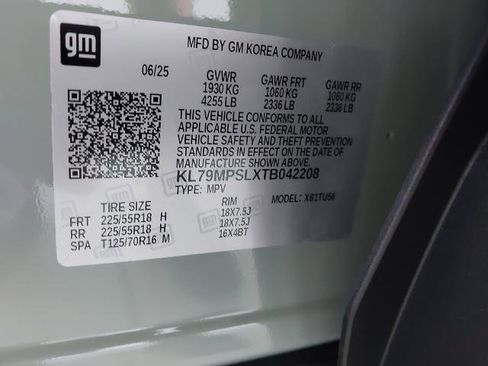 gm
MFD BY GM KOREA COMPANY
06/25 GVWR GAWR FRT GAWR RR
1930 KG 1060 KG 1060 KG
4255 LB 2336 LB 2336 LB
THIS VEHICLE CONFORMS TO ALL
APPLICABLE U.S. FEDERAL MOTOR
VEHICLE SAFETY AND THEFT PREVENTION
STANDARDS IN EFFECT ON THE DATE OF
MANUFACTURE SHOWN ABOVE.
KL79MPSLXTB042208
TYPE: MPV MODEL: X81TU56
TIRE SIZE RIM
FRT 225/55R18 H 18X7.5J
RR 225/55R18 H 18X7.5J
SPA T125/70R16 M 16X4BT